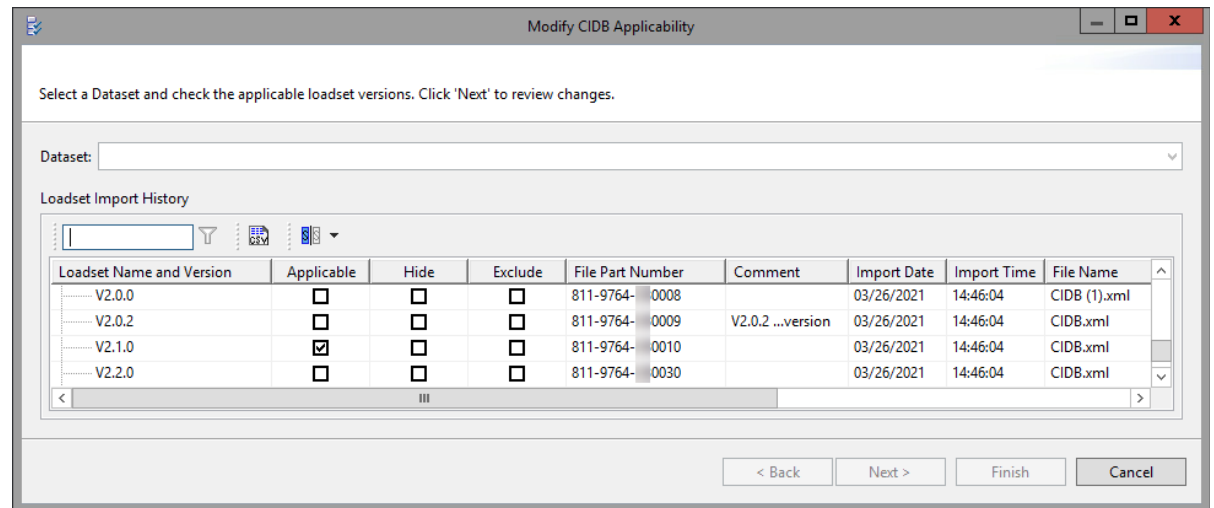 Modify CIDB Applicability
Select a Dataset and check the applicable loadset versions. Click 'Next' to review changes.
Dataset:
Loadset Import History
CSV
S S
Loadset Name and Version Applicable Hide Exclude File Part Number Comment Import Date Import Time File Name
V2.0.0 811-9764- 0008 03/26/2021 14:46:04 CIDB (1).xml
V2.0.2 811-9764- 0009 V2.0.2 ...version 03/26/2021 14:46:04 CIDB.xml
V2.1.0 811-9764- 0010 03/26/2021 14:46:04 CIDB.xml
V2.2.0 811-9764- 0030 03/26/2021 14:46:04 CIDB.xml
< Back Next > Finish Cancel